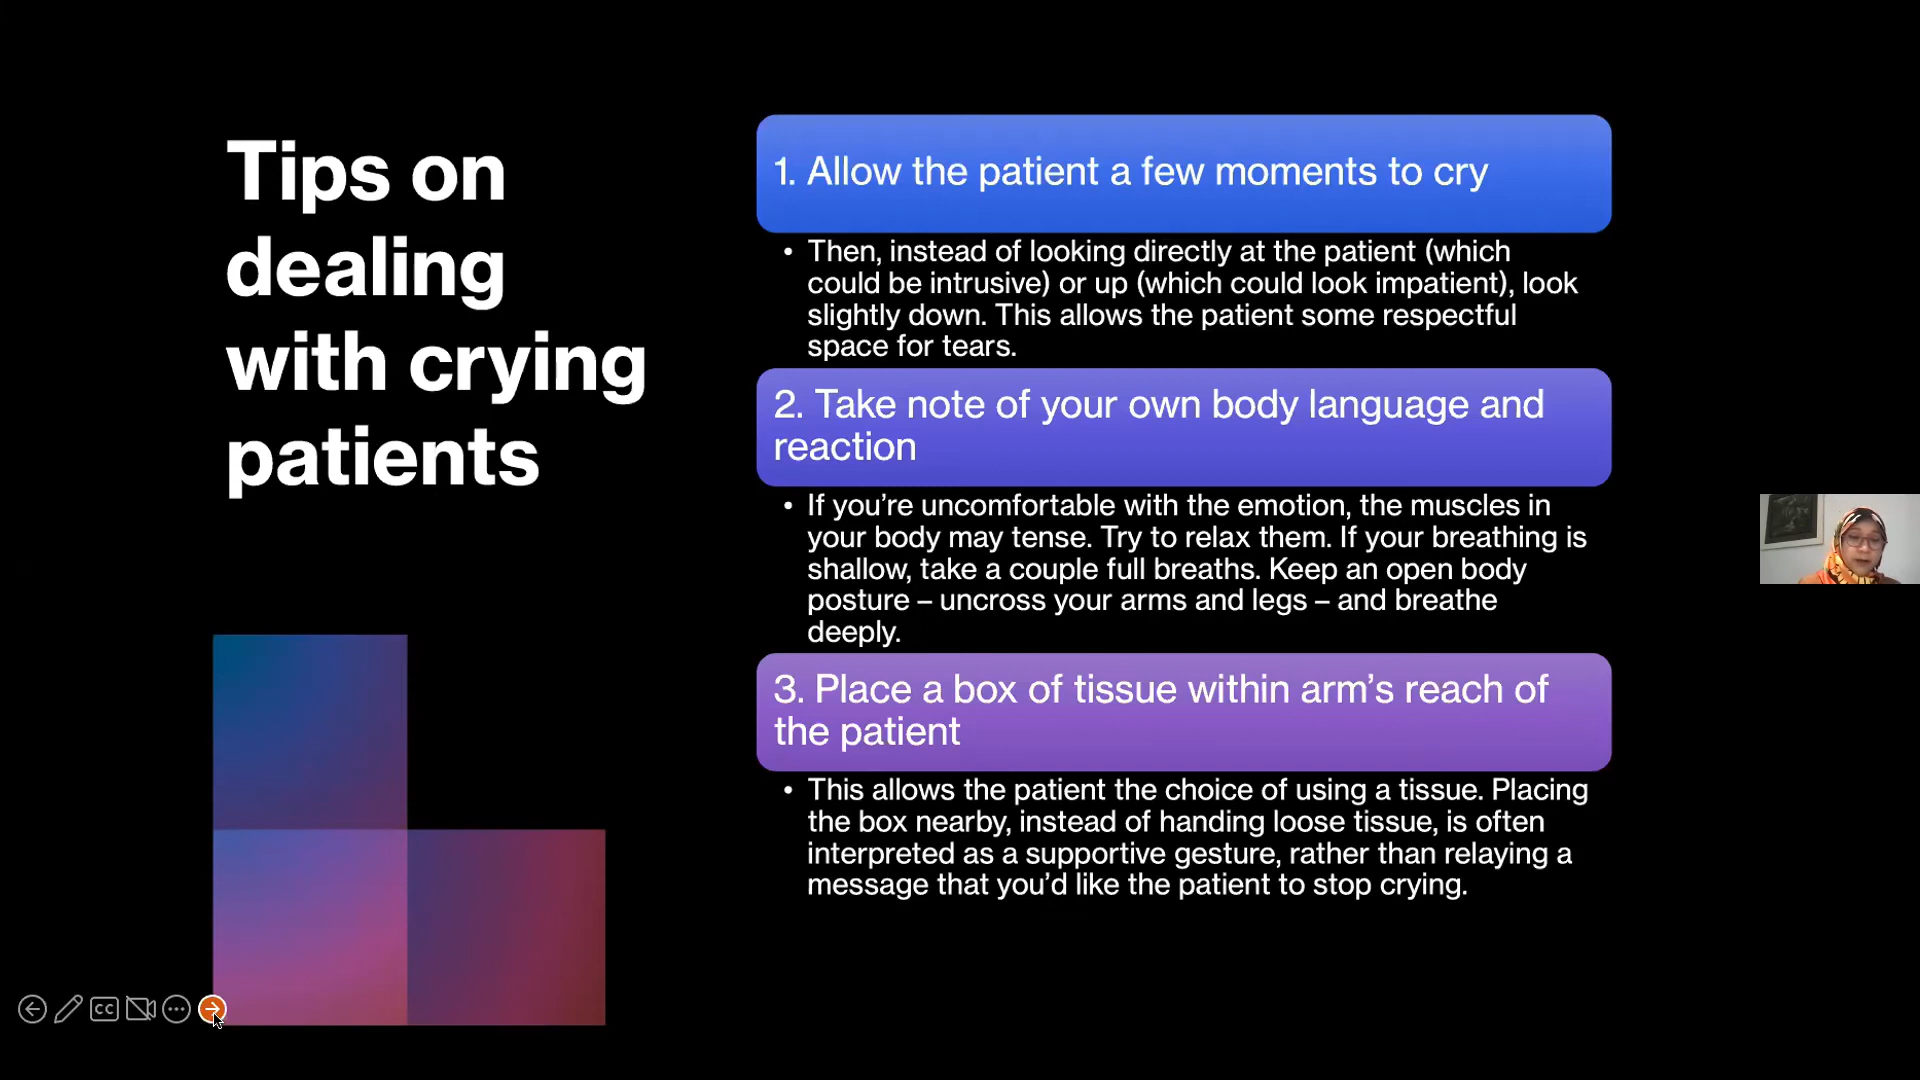 Tips on
dealing
with crying
patients
1. Allow the patient a few moments to cry
• Then, instead of looking directly at the patient (which
could be intrusive) or up (which could look impatient), look
slightly down. This allows the patient some respectful
space for tears.
2. Take note of your own body language and
reaction
• If you’re uncomfortable with the emotion, the muscles in
your body may tense. Try to relax them. If your breathing is
shallow, take a couple full breaths. Keep an open body
posture – uncross your arms and legs – and breathe
deeply.
3. Place a box of tissue within arm’s reach of
the patient
• This allows the patient the choice of using a tissue. Placing
the box nearby, instead of handing loose tissue, is often
interpreted as a supportive gesture, rather than relaying a
message that you’d like the patient to stop crying.
CC